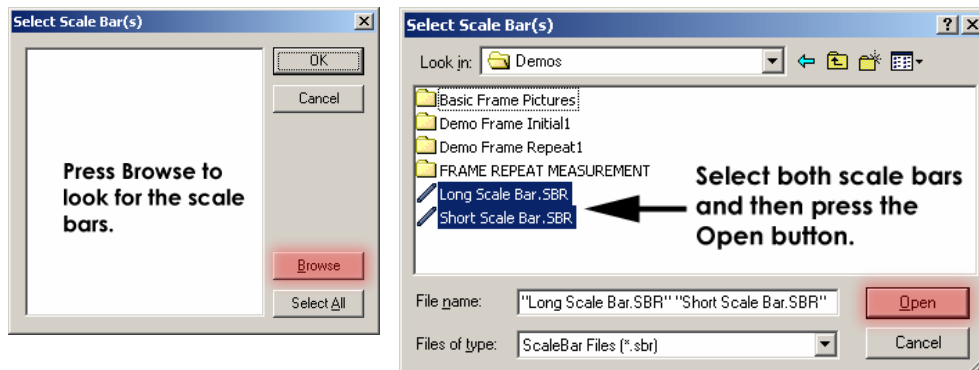 Select Scale Bar(s)
OK
Cancel
Press Browse to
look for the scale
bars.
Browse
Select All
Select Scale Bar(s)
Look in: Demos
Basic Frame Pictures
Demo Frame Initial1
Demo Frame Repeat1
FRAME REPEAT MEASUREMENT
Long Scale Bar.SBR
Short Scale Bar.SBR
Select both scale bars
and then press the
Open button.
File name: "Long Scale Bar.SBR" "Short Scale Bar.SBR"
Open
Files of type: ScaleBar Files (*.sbr)
Cancel